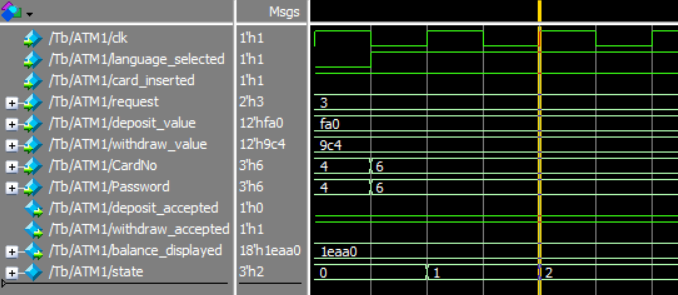 Msgs
/Tb/ATM1/clk 1'h1
/Tb/ATM1/language_selected 1'h1
/Tb/ATM1/card_inserted 1'h1
/Tb/ATM1/request 2'h3 3
/Tb/ATM1/deposit_value 12'hfa0 fa0
/Tb/ATM1/withdraw_value 12'h9c4 9c4
/Tb/ATM1/CardNo 3'h6 4 6
/Tb/ATM1/Password 3'h6 4 6
/Tb/ATM1/deposit_accepted 1'h0
/Tb/ATM1/withdraw_accepted 1'h1
/Tb/ATM1/balance_displayed 18'h1eaa0 1eaa0
/Tb/ATM1/state 3'h2 0 1 2